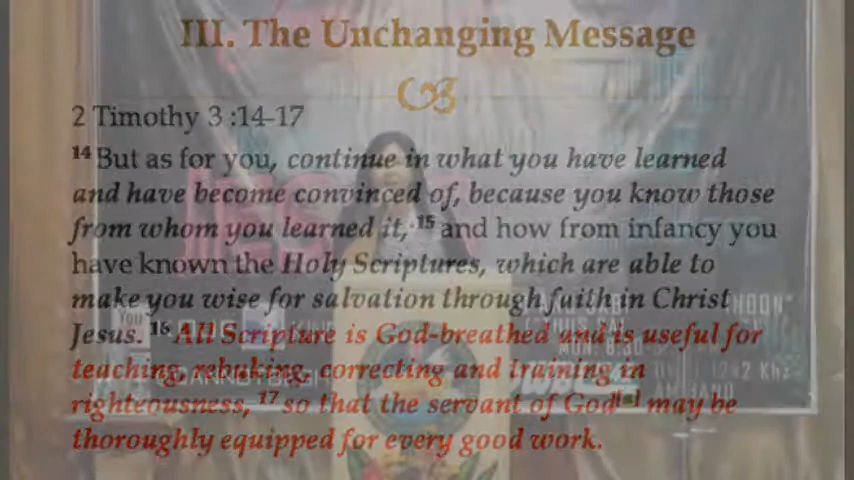 III. The Unchanging Message
2 Timothy 3 :14-17
14 But as for you, continue in what you have learned
and have become convinced of, because you know those
from whom you learned it, 15 and how from infancy you
have known the Holy Scriptures, which are able to
make you wise for salvation through faith in Christ
Jesus. 16 All Scripture is God-breathed and is useful for
teaching, rebuking, correcting and training in
righteousness, 17 so that the servant of God[a] may be
thoroughly equipped for every good work.